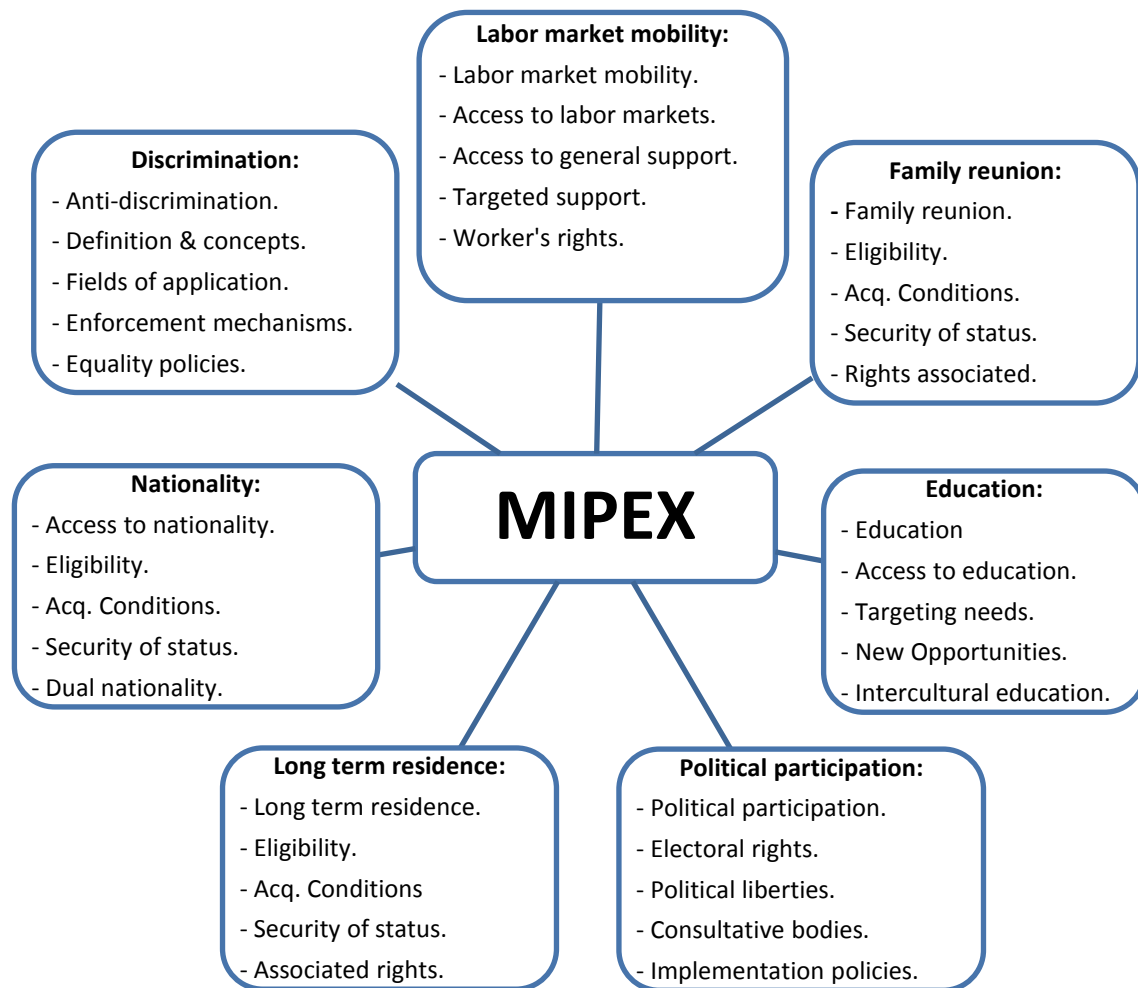 Labor market mobility:
- Labor market mobility.
- Access to labor markets.
- Access to general support.
- Targeted support.
- Worker's rights.
Discrimination:
- Anti-discrimination.
- Definition & concepts.
- Fields of application.
- Enforcement mechanisms.
- Equality policies.
Family reunion:
- Family reunion.
- Eligibility.
- Acq. Conditions.
- Security of status.
- Rights associated.
MIPEX
Nationality:
- Access to nationality.
- Eligibility.
- Acq. Conditions.
- Security of status.
- Dual nationality.
Education:
- Education
- Access to education.
- Targeting needs.
- New Opportunities.
- Intercultural education.
Long term residence:
- Long term residence.
- Eligibility.
- Acq. Conditions
- Security of status.
- Associated rights.
Political participation:
- Political participation.
- Electoral rights.
- Political liberties.
- Consultative bodies.
- Implementation policies.